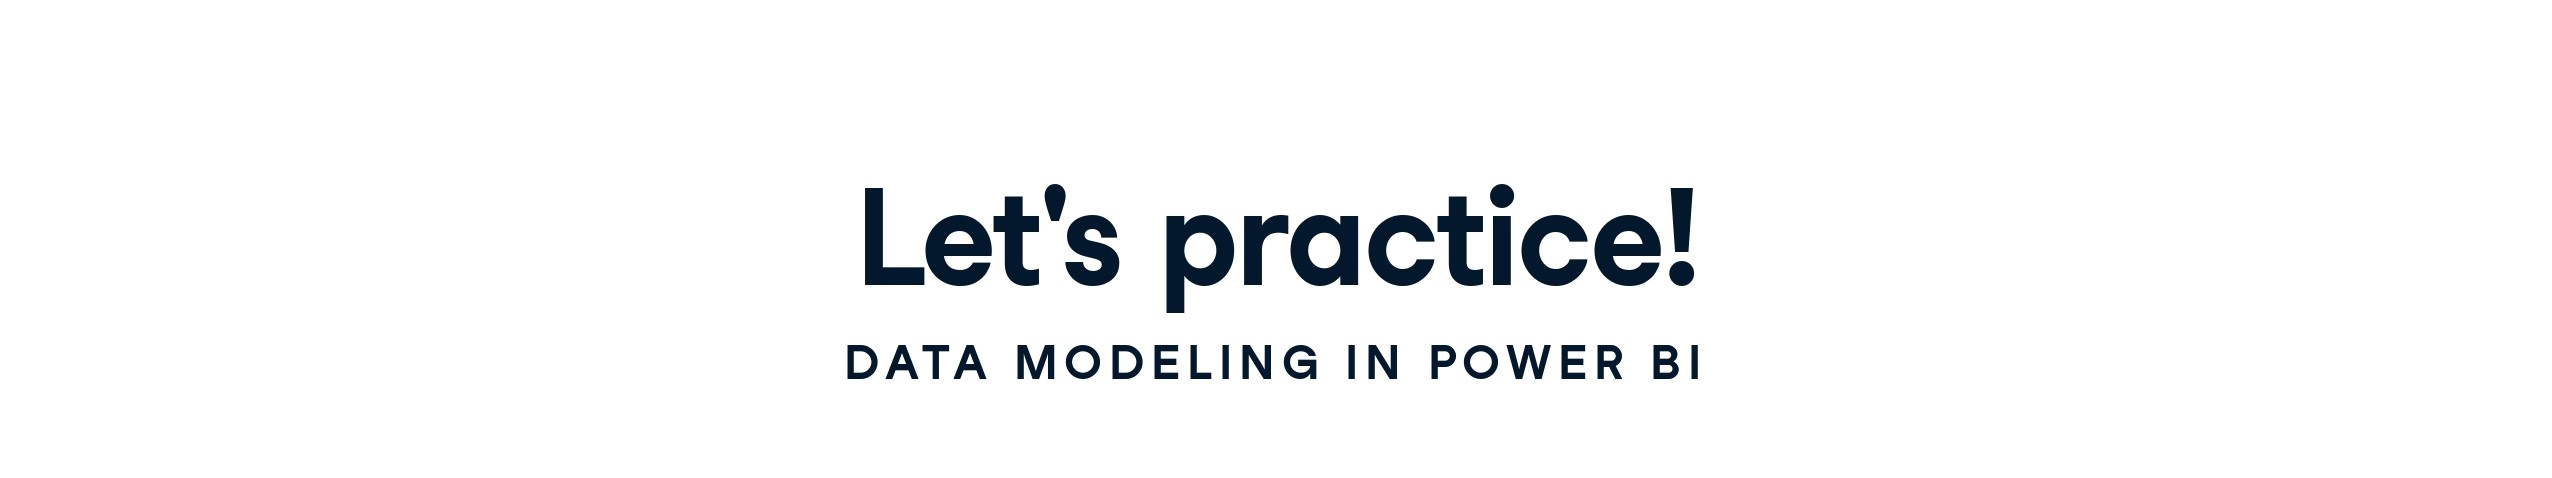 Let's practice!
DATA MODELING IN POWER BI